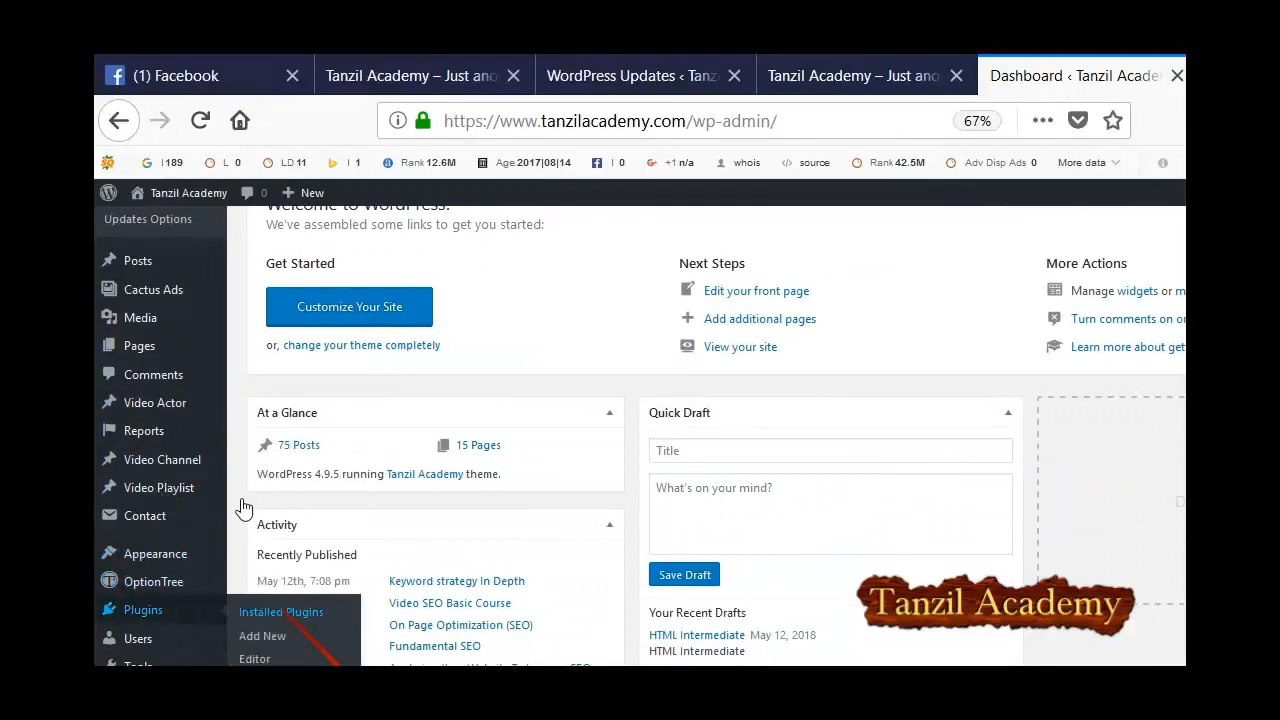 (1) Facebook
Tanzil Academy – Just ano
WordPress Updates ‹ Tanz
Tanzil Academy – Just ano
Dashboard ‹ Tanzil Acade
https://www.tanzilacademy.com/wp-admin/
67%
I 189
L 0
LD 11
I 1
Rank 12.6M
Age: 2017|08|14
I 0
+1 n/a
whois
source
Rank 42.5M
Adv Disp Ads 0
More data
Tanzil Academy
0
New
Updates Options
Welcome to WordPress!
We've assembled some links to get you started:
Posts
Cactus Ads
Media
Pages
Comments
Video Actor
Reports
Video Channel
Video Playlist
Contact
Appearance
OptionTree
Plugins
Users
Tools
Installed Plugins
Add New
Editor
Get Started
Customize Your Site
or, change your theme completely
Next Steps
Edit your front page
Add additional pages
View your site
More Actions
Manage widgets or m
Turn comments on or
Learn more about get
At a Glance
75 Posts
15 Pages
WordPress 4.9.5 running Tanzil Academy theme.
Activity
Recently Published
May 12th, 7:08 pm
Keyword strategy In Depth
Video SEO Basic Course
On Page Optimization (SEO)
Fundamental SEO
Quick Draft
Title
What's on your mind?
Save Draft
Your Recent Drafts
HTML Intermediate May 12, 2018
HTML Intermediate
Tanzil Academy